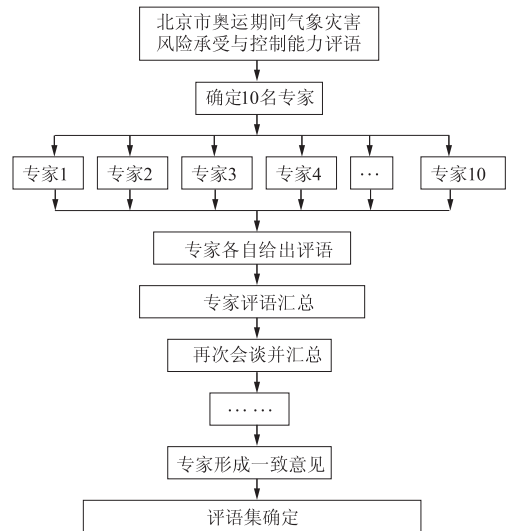 北京市奥运期间气象灾害
风险承受与控制能力评语
确定10名专家
专家1 专家2 专家3 专家4 … 专家10
专家各自给出评语
专家评语汇总
再次会谈并汇总
……
专家形成一致意见
评语集确定